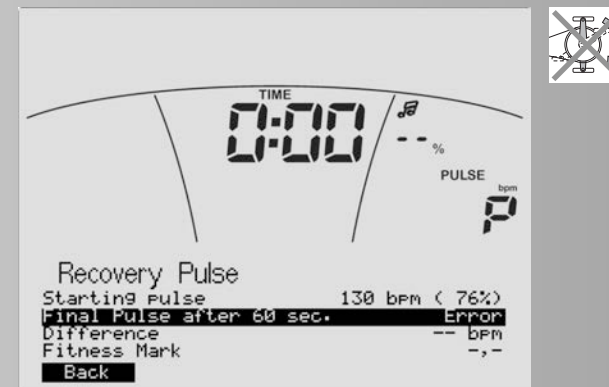 TIME
0:00
--
%
PULSE
bpm
P
Recovery Pulse
Starting pulse 130 bpm ( 76%)
Final Pulse after 60 sec. Error
Difference -- bpm
Fitness Mark -,-
Back